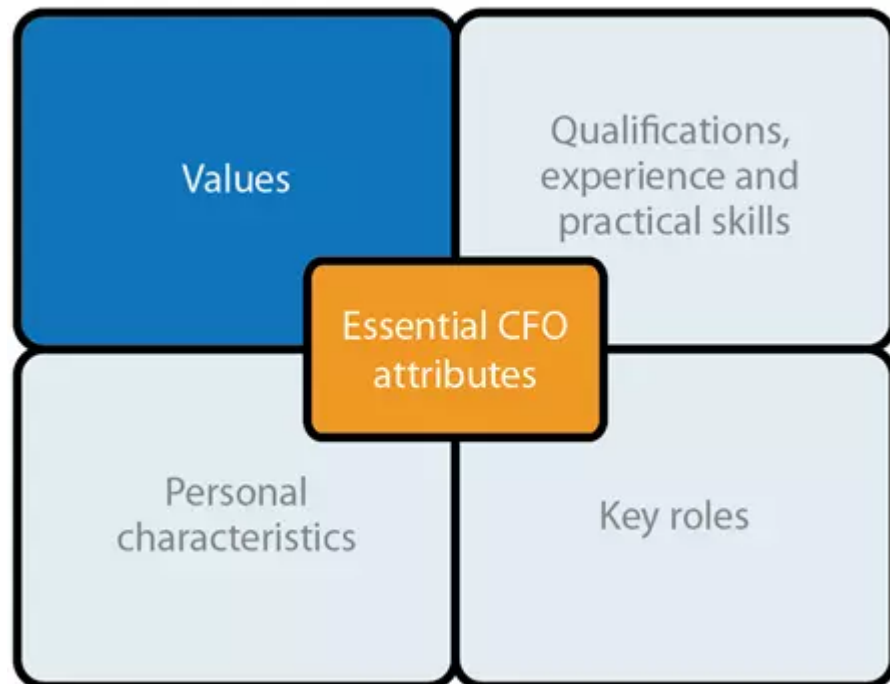 Values
Qualifications,
experience and
practical skills
Essential CFO
attributes
Personal
characteristics
Key roles